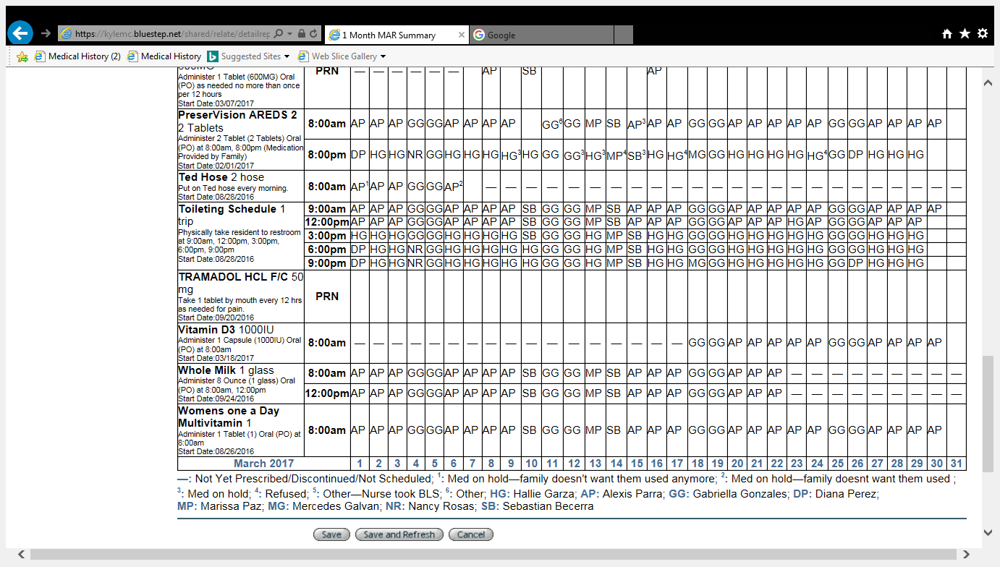 https://kylemc.bluestep.net/shared/relate/detailrep
1 Month MAR Summary
Google
Medical History (2) Medical History Suggested Sites Web Slice Gallery
Administer 1 Tablet (600MG) Oral
(PO) as needed no more than once
per 12 hours
Start Date:03/07/2017
PRN — — — — — — AP SB AP
PreserVision AREDS 2
2 Tablets
Administer 2 Tablet (2 Tablets) Oral
(PO) at 8:00am, 8:00pm (Medication
Provided by Family)
Start Date:02/01/2017
8:00am AP AP AP GG GG AP AP AP AP GG⁶ GG MP SB AP³ AP AP GG GG AP AP AP AP AP GG GG AP AP AP AP
8:00pm DP HG HG NR GG HG HG HG HG³ HG GG GG³ HG³ MP⁴ SB³ HG HG⁴ MG GG HG HG HG HG HG⁴ GG DP HG HG HG
Ted Hose 2 hose
Put on Ted hose every morning.
Start Date:08/28/2016
8:00am AP¹ AP AP GG GG AP² — — — — — — — — — — — — — — — — — — — — — — — —
Toileting Schedule 1
trip
Physically take resident to restroom
at 9:00am, 12:00pm, 3:00pm,
6:00pm, 9:00pm
Start Date:08/28/2016
9:00am AP AP AP GG GG AP AP AP AP SB GG GG MP SB AP AP AP GG GG AP AP AP AP AP GG GG AP AP AP AP
12:00pm AP AP AP GG GG AP AP AP AP SB GG GG MP SB AP AP AP GG GG AP AP AP HG AP GG GG AP AP AP
3:00pm HG HG HG GG GG HG HG HG HG SB GG GG HG MP SB HG HG GG GG HG HG HG HG HG GG GG HG HG HG
6:00pm DP HG HG NR GG HG HG HG HG SB GG GG HG MP SB HG HG GG GG HG HG HG HG HG GG GG HG HG HG
9:00pm DP HG HG NR GG HG HG HG HG HG GG GG HG MP SB HG HG MG GG HG HG HG HG HG GG DP HG HG HG
TRAMADOL HCL F/C 50
mg
Take 1 tablet by mouth every 12 hrs
as needed for pain.
Start Date:09/20/2016
PRN
Vitamin D3 1000IU
Administer 1 Capsule (1000IU) Oral
(PO) at 8:00am
Start Date:03/18/2017
8:00am — — — — — — — — — — — — — — — — — GG GG AP AP AP AP AP GG GG AP AP AP AP
Whole Milk 1 glass
Administer 8 Ounce (1 glass) Oral
(PO) at 8:00am, 12:00pm
Start Date:09/24/2016
8:00am AP AP AP GG GG AP AP AP AP SB GG GG MP SB AP AP AP GG GG AP AP AP — — — — — — — — —
12:00pm AP AP AP GG GG AP AP AP AP SB GG GG MP SB AP AP AP GG GG AP AP AP — — — — — — — — —
Womens one a Day
Multivitamin 1
Administer 1 Tablet (1) Oral (PO) at
8:00am
Start Date:08/26/2016
8:00am AP AP AP GG GG AP AP AP AP SB GG GG MP SB AP AP AP GG GG AP AP AP AP AP GG GG AP AP AP AP
March 2017 1 2 3 4 5 6 7 8 9 10 11 12 13 14 15 16 17 18 19 20 21 22 23 24 25 26 27 28 29 30 31
—: Not Yet Prescribed/Discontinued/Not Scheduled; ¹: Med on hold—family doesn't want them used anymore; ²: Med on hold—family doesnt want them used ;
³: Med on hold; ⁴: Refused; ⁵: Other—Nurse took BLS; ⁶: Other; HG: Hallie Garza; AP: Alexis Parra; GG: Gabriella Gonzales; DP: Diana Perez;
MP: Marissa Paz; MG: Mercedes Galvan; NR: Nancy Rosas; SB: Sebastian Becerra
Save Save and Refresh Cancel